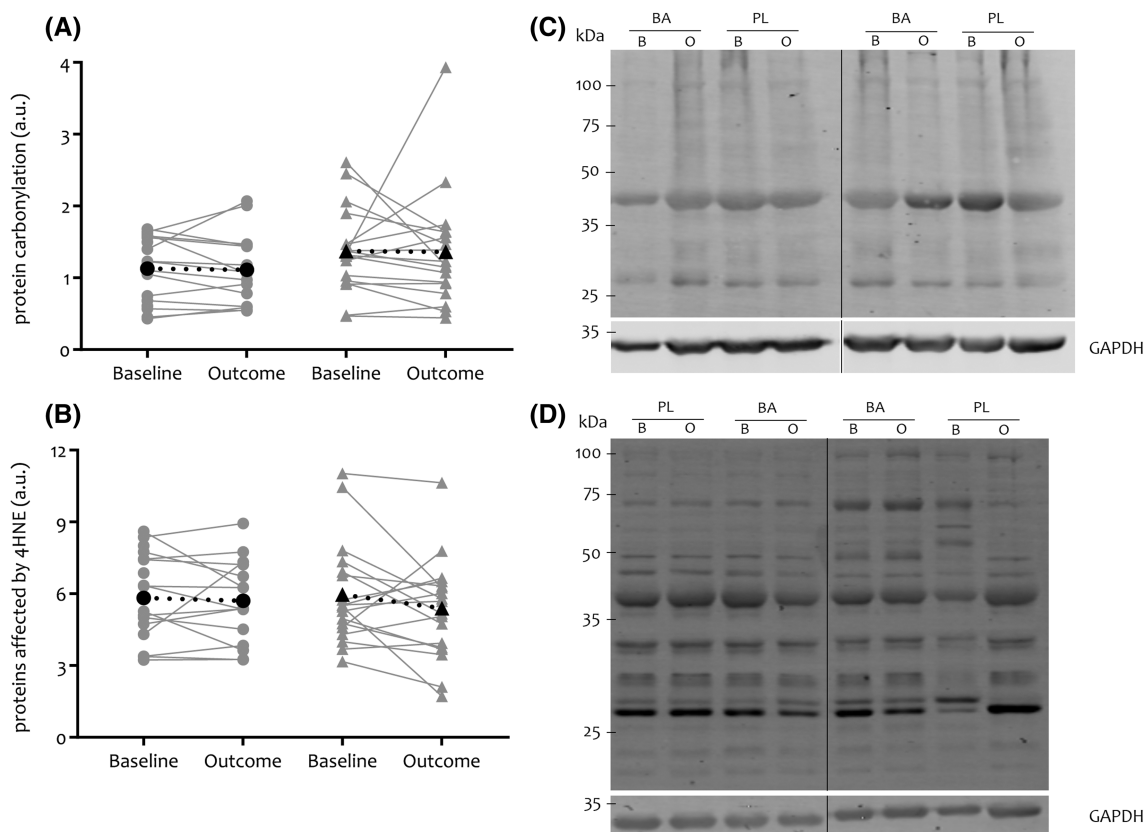 (A)
protein carbonylation (a.u.)
4
3
2
1
0
Baseline Outcome Baseline Outcome
(B)
proteins affected by 4HNE (a.u.)
12
9
6
3
0
Baseline Outcome Baseline Outcome
(C)
BA PL BA PL
kDa B O B O B O B O
100
75
50
35
25
35
GAPDH
(D)
PL BA BA PL
kDa B O B O B O B O
100
75
50
35
25
35
GAPDH